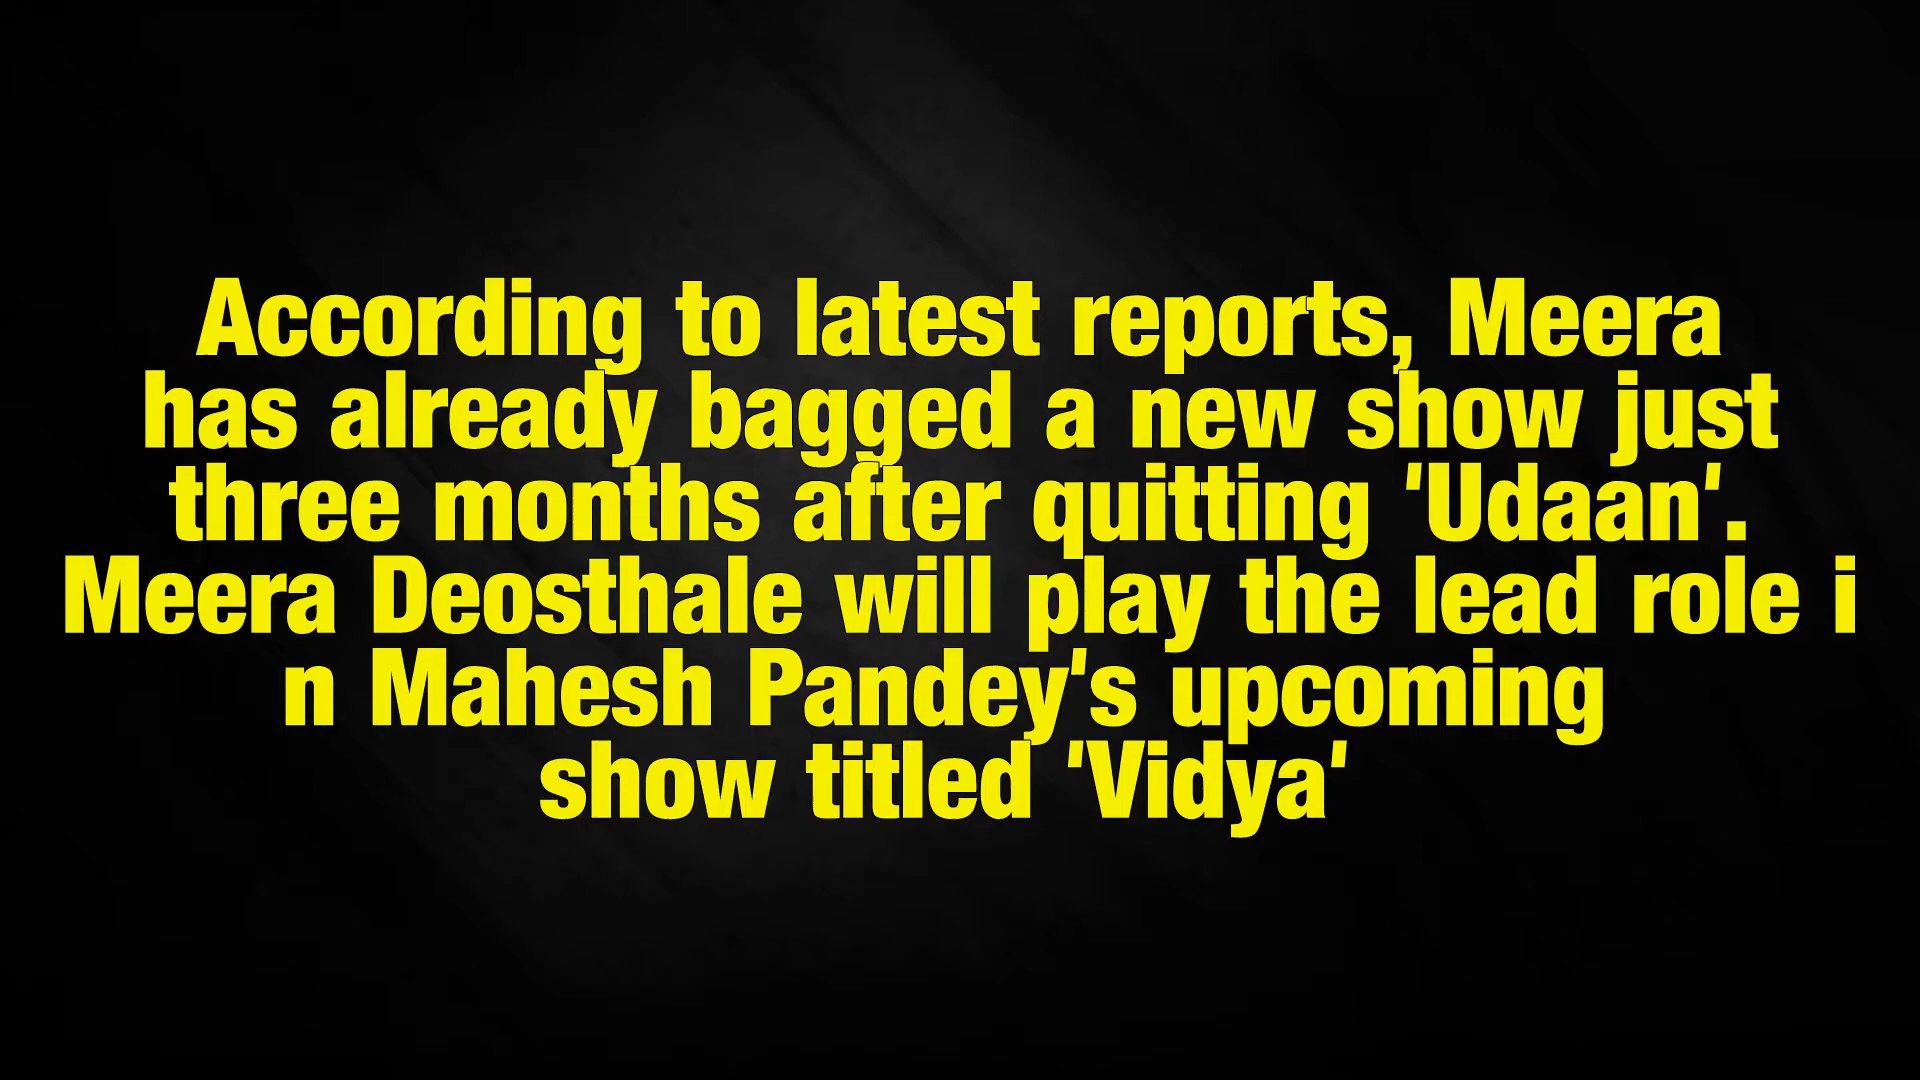 According to latest reports, Meera
has already bagged a new show just
three months after quitting 'Udaan'.
Meera Deosthale will play the lead role i
n Mahesh Pandey's upcoming
show titled 'Vidya'